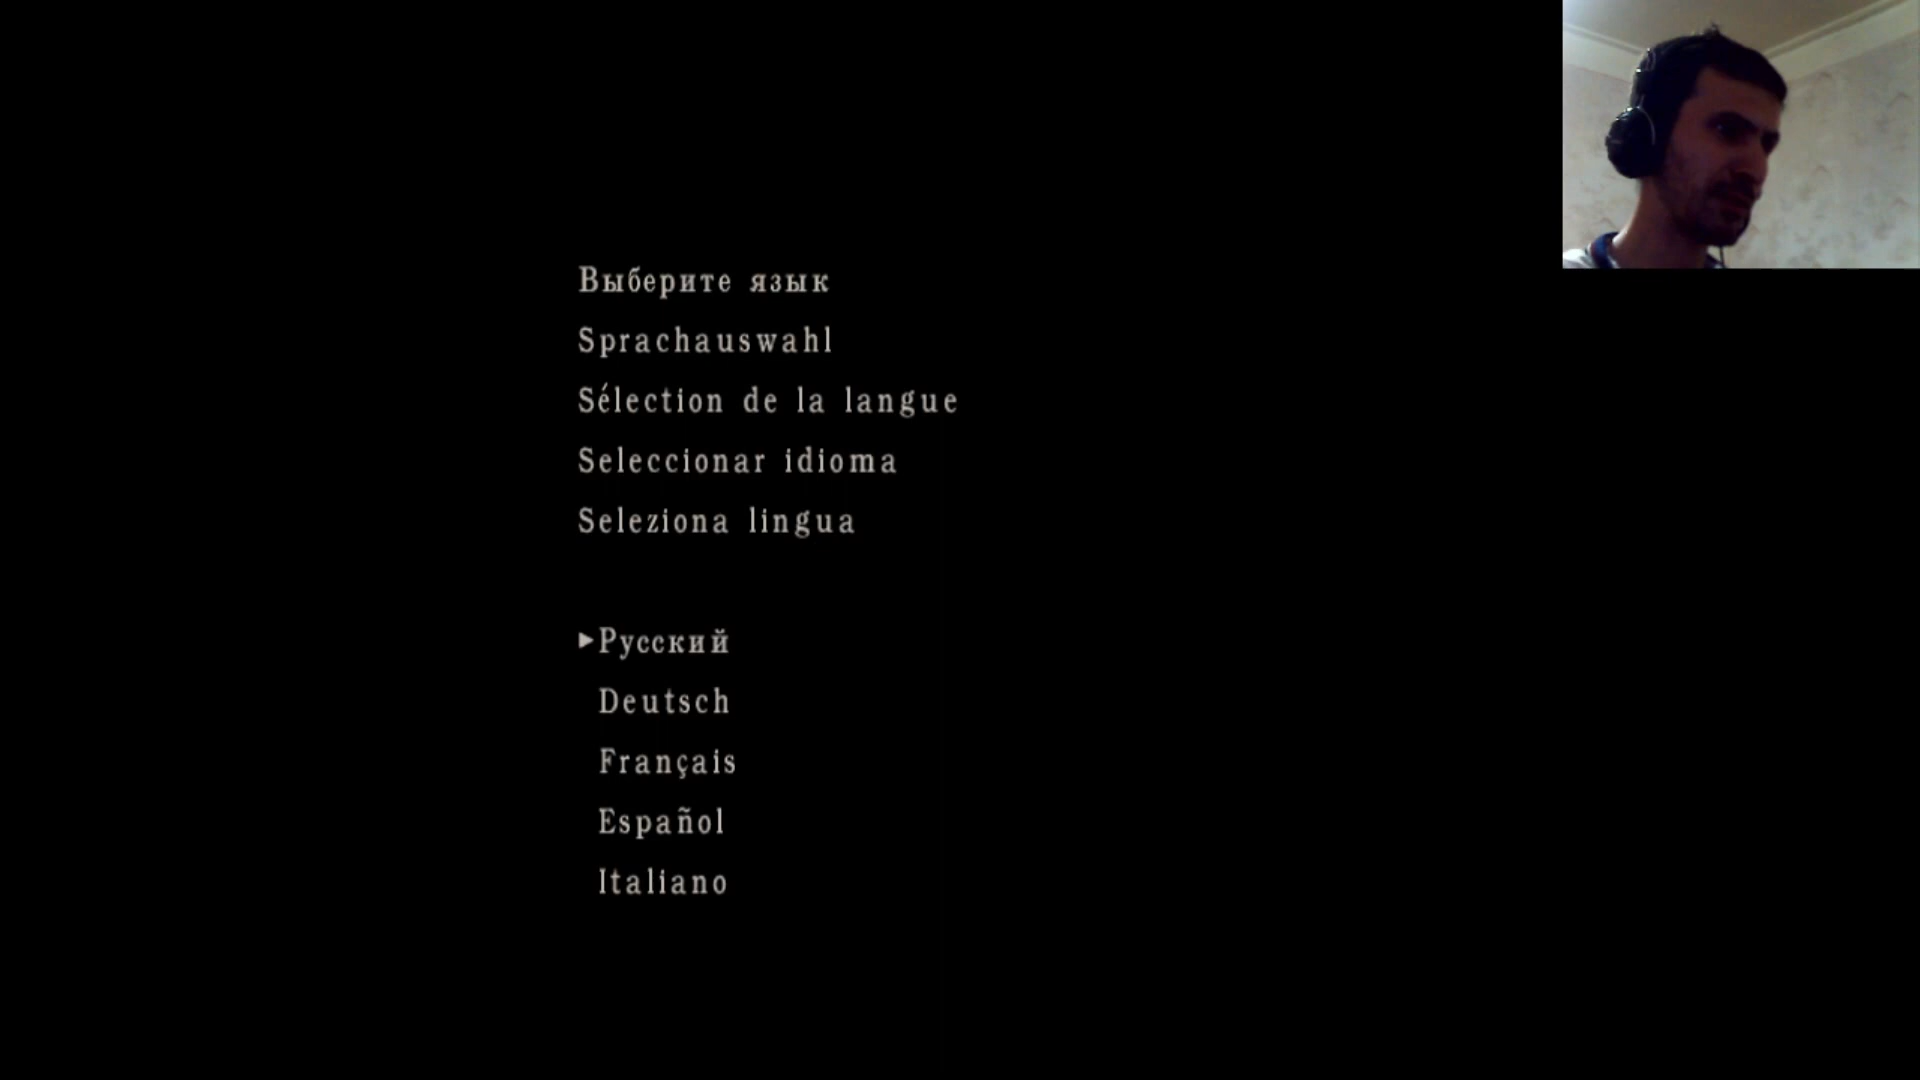 Выберите язык
Sprachauswahl
Sélection de la langue
Seleccionar idioma
Seleziona lingua
►Русский
Deutsch
Français
Español
Italiano